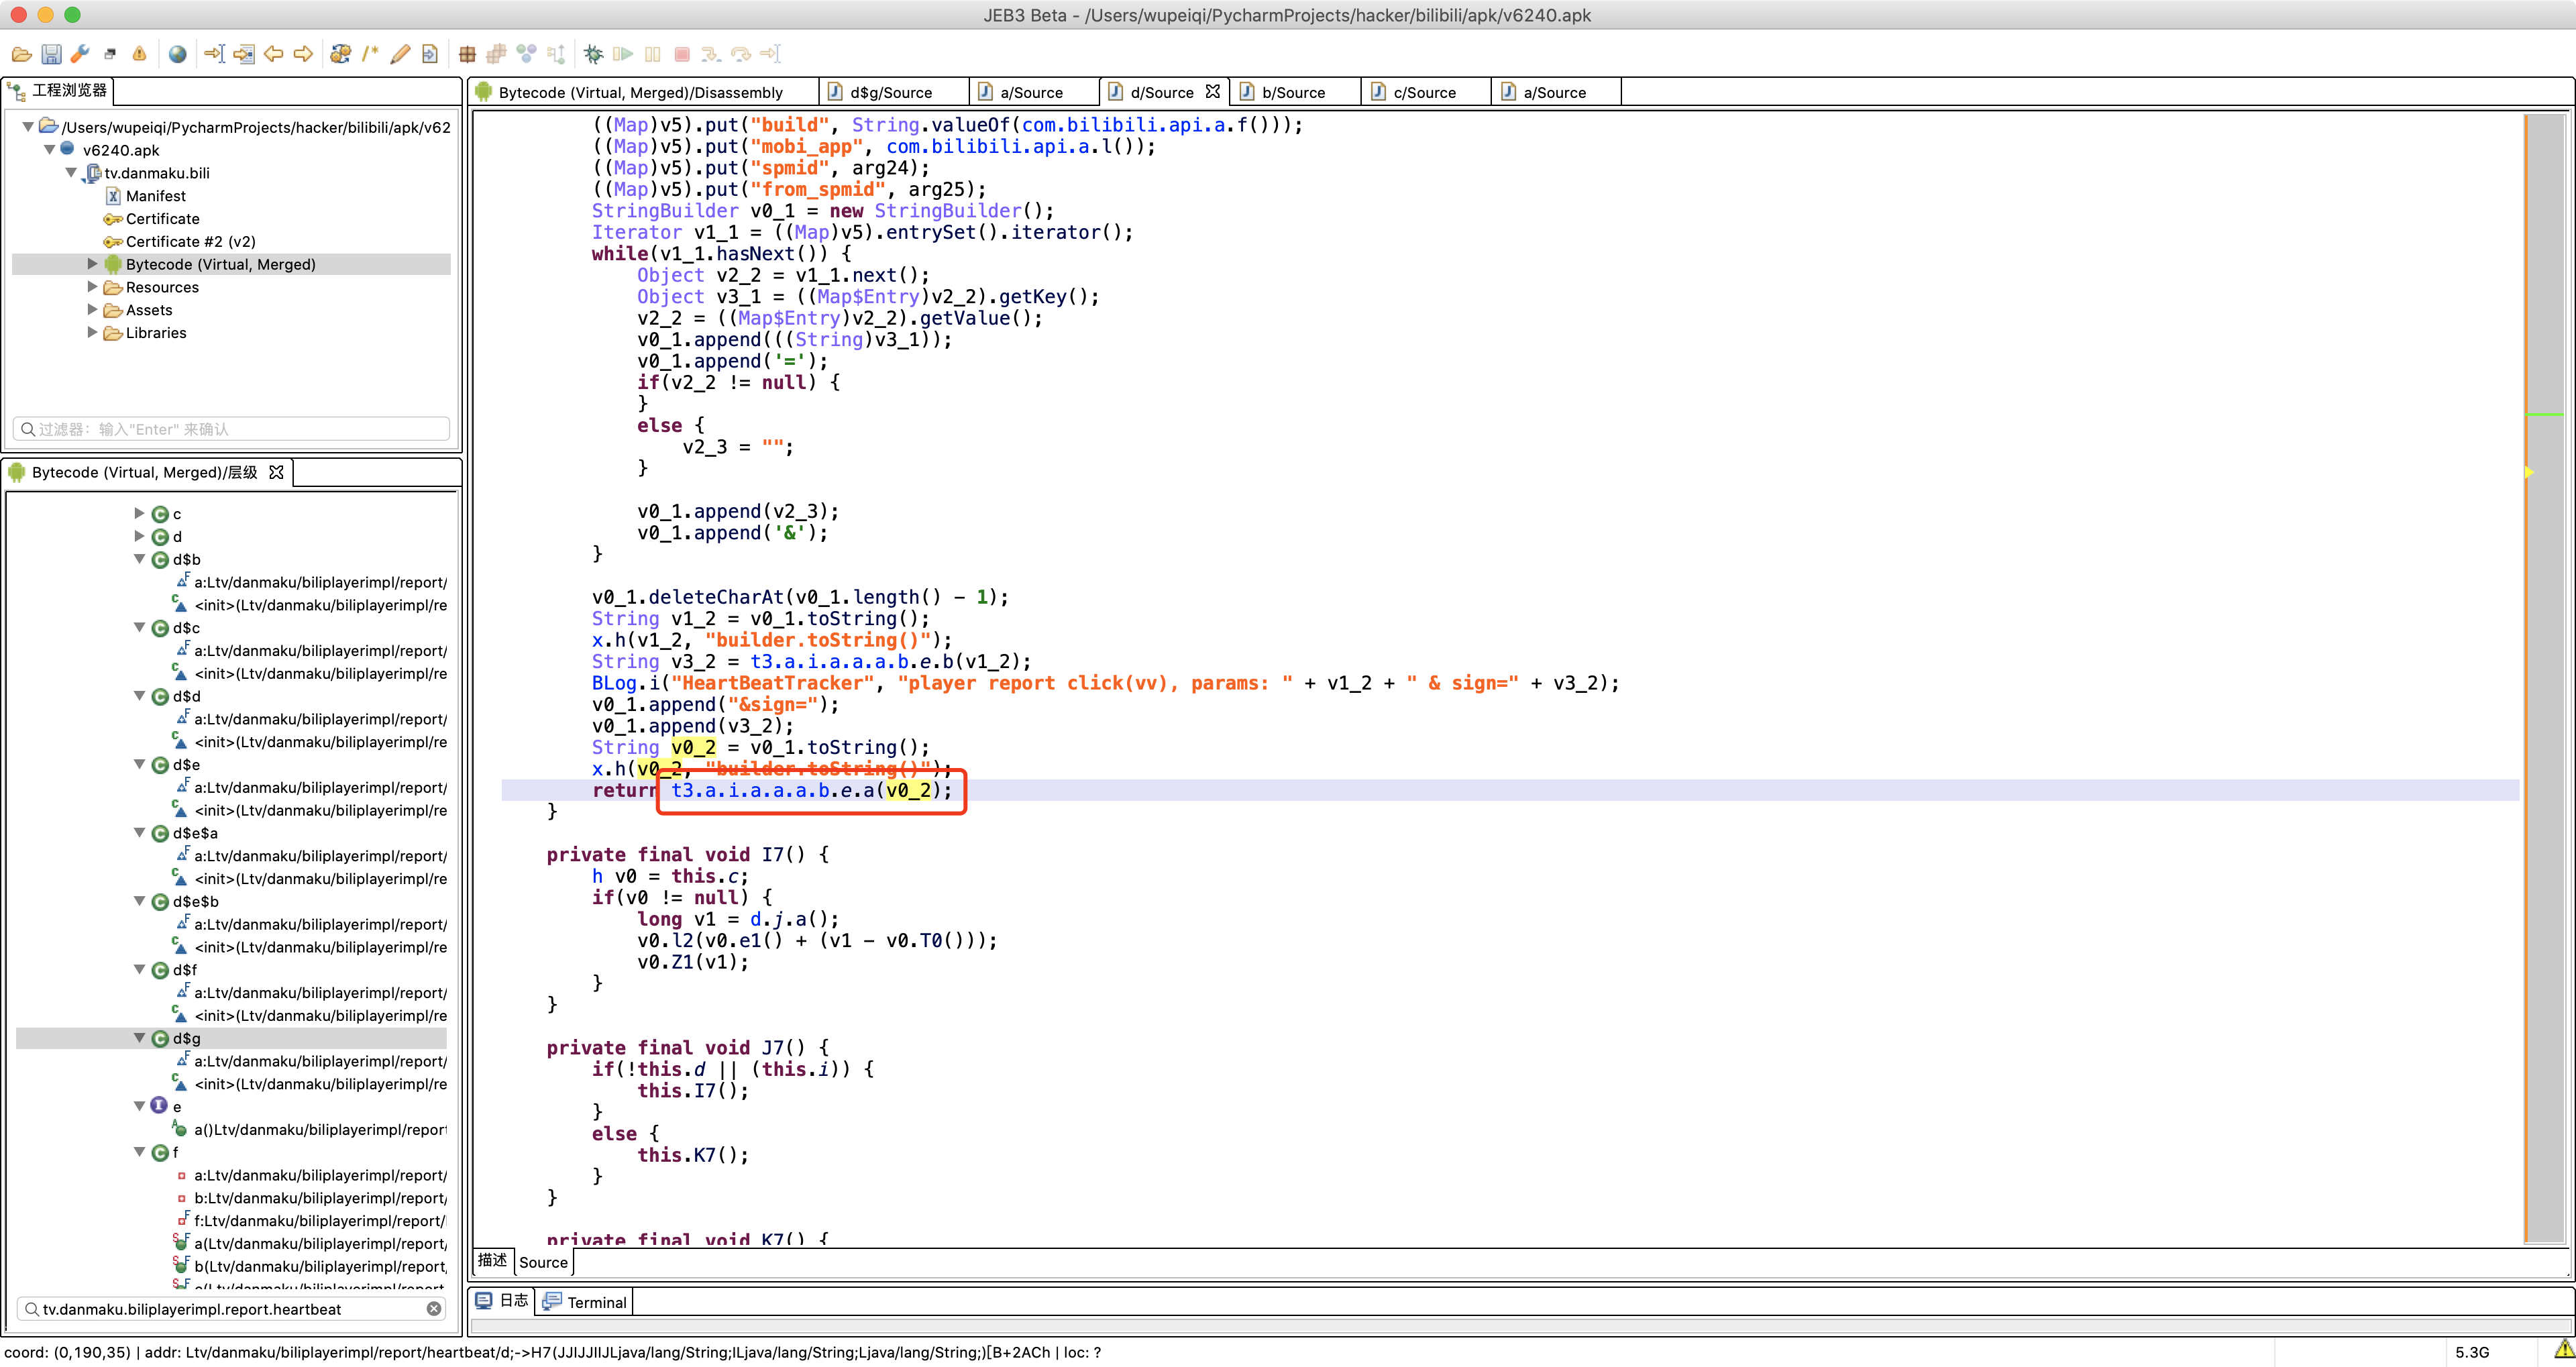 JEB3 Beta - /Users/wupeiqi/PycharmProjects/hacker/bilibili/apk/v6240.apk
工程浏览器
/Users/wupeiqi/PycharmProjects/hacker/bilibili/apk/v62
v6240.apk
tv.danmaku.bili
Manifest
Certificate
Certificate #2 (v2)
Bytecode (Virtual, Merged)
Resources
Assets
Libraries
过滤器: 输入"Enter" 来确认
Bytecode (Virtual, Merged)/层级
c
d
d$b
a:Ltv/danmaku/biliplayerimpl/report/
<init>(Ltv/danmaku/biliplayerimpl/re
d$c
a:Ltv/danmaku/biliplayerimpl/report/
<init>(Ltv/danmaku/biliplayerimpl/re
d$d
a:Ltv/danmaku/biliplayerimpl/report/
<init>(Ltv/danmaku/biliplayerimpl/re
d$e
a:Ltv/danmaku/biliplayerimpl/report/
<init>(Ltv/danmaku/biliplayerimpl/re
d$e$a
a:Ltv/danmaku/biliplayerimpl/report/
<init>(Ltv/danmaku/biliplayerimpl/re
d$e$b
a:Ltv/danmaku/biliplayerimpl/report/
<init>(Ltv/danmaku/biliplayerimpl/re
d$f
a:Ltv/danmaku/biliplayerimpl/report/
<init>(Ltv/danmaku/biliplayerimpl/re
d$g
a:Ltv/danmaku/biliplayerimpl/report/
<init>(Ltv/danmaku/biliplayerimpl/re
e
a()Ltv/danmaku/biliplayerimpl/report
f
a:Ltv/danmaku/biliplayerimpl/report/
b:Ltv/danmaku/biliplayerimpl/report/
f:Ltv/danmaku/biliplayerimpl/report/
a(Ltv/danmaku/biliplayerimpl/report/
b(Ltv/danmaku/biliplayerimpl/report/
tv.danmaku.biliplayerimpl.report.heartbeat
Bytecode (Virtual, Merged)/Disassembly
d$g/Source
a/Source
d/Source
b/Source
c/Source
a/Source
((Map)v5).put("build", String.valueOf(com.bilibili.api.a.f()));
((Map)v5).put("mobi_app", com.bilibili.api.a.l());
((Map)v5).put("spmid", arg24);
((Map)v5).put("from_spmid", arg25);
StringBuilder v0_1 = new StringBuilder();
Iterator v1_1 = ((Map)v5).entrySet().iterator();
while(v1_1.hasNext()) {
Object v2_2 = v1_1.next();
Object v3_1 = ((Map$Entry)v2_2).getKey();
v2_2 = ((Map$Entry)v2_2).getValue();
v0_1.append(((String)v3_1));
v0_1.append('=');
if(v2_2 != null) {
}
else {
v2_3 = "";
}
v0_1.append(v2_3);
v0_1.append('&');
}
v0_1.deleteCharAt(v0_1.length() - 1);
String v1_2 = v0_1.toString();
x.h(v1_2, "builder.toString()");
String v3_2 = t3.a.i.a.a.a.b.e.b(v1_2);
BLog.i("HeartBeatTracker", "player report click(vv), params: " + v1_2 + " & sign=" + v3_2);
v0_1.append("&sign=");
v0_1.append(v3_2);
String v0_2 = v0_1.toString();
x.h(v0_2, "builder.toString()");
return t3.a.i.a.a.a.b.e.a(v0_2);
}
private final void I7() {
h v0 = this.c;
if(v0 != null) {
long v1 = d.j.a();
v0.l2(v0.e1() + (v1 - v0.T0()));
v0.Z1(v1);
}
}
private final void J7() {
if(!this.d || (this.i)) {
this.I7();
}
else {
this.K7();
}
}
private final void K7() {
描述
Source
日志
Terminal
coord: (0,190,35) | addr: Ltv/danmaku/biliplayerimpl/report/heartbeat/d;->H7(JJIJJIIJLjava/lang/String;ILjava/lang/String;Ljava/lang/String;)[B+2ACh | loc: ?
5.3G